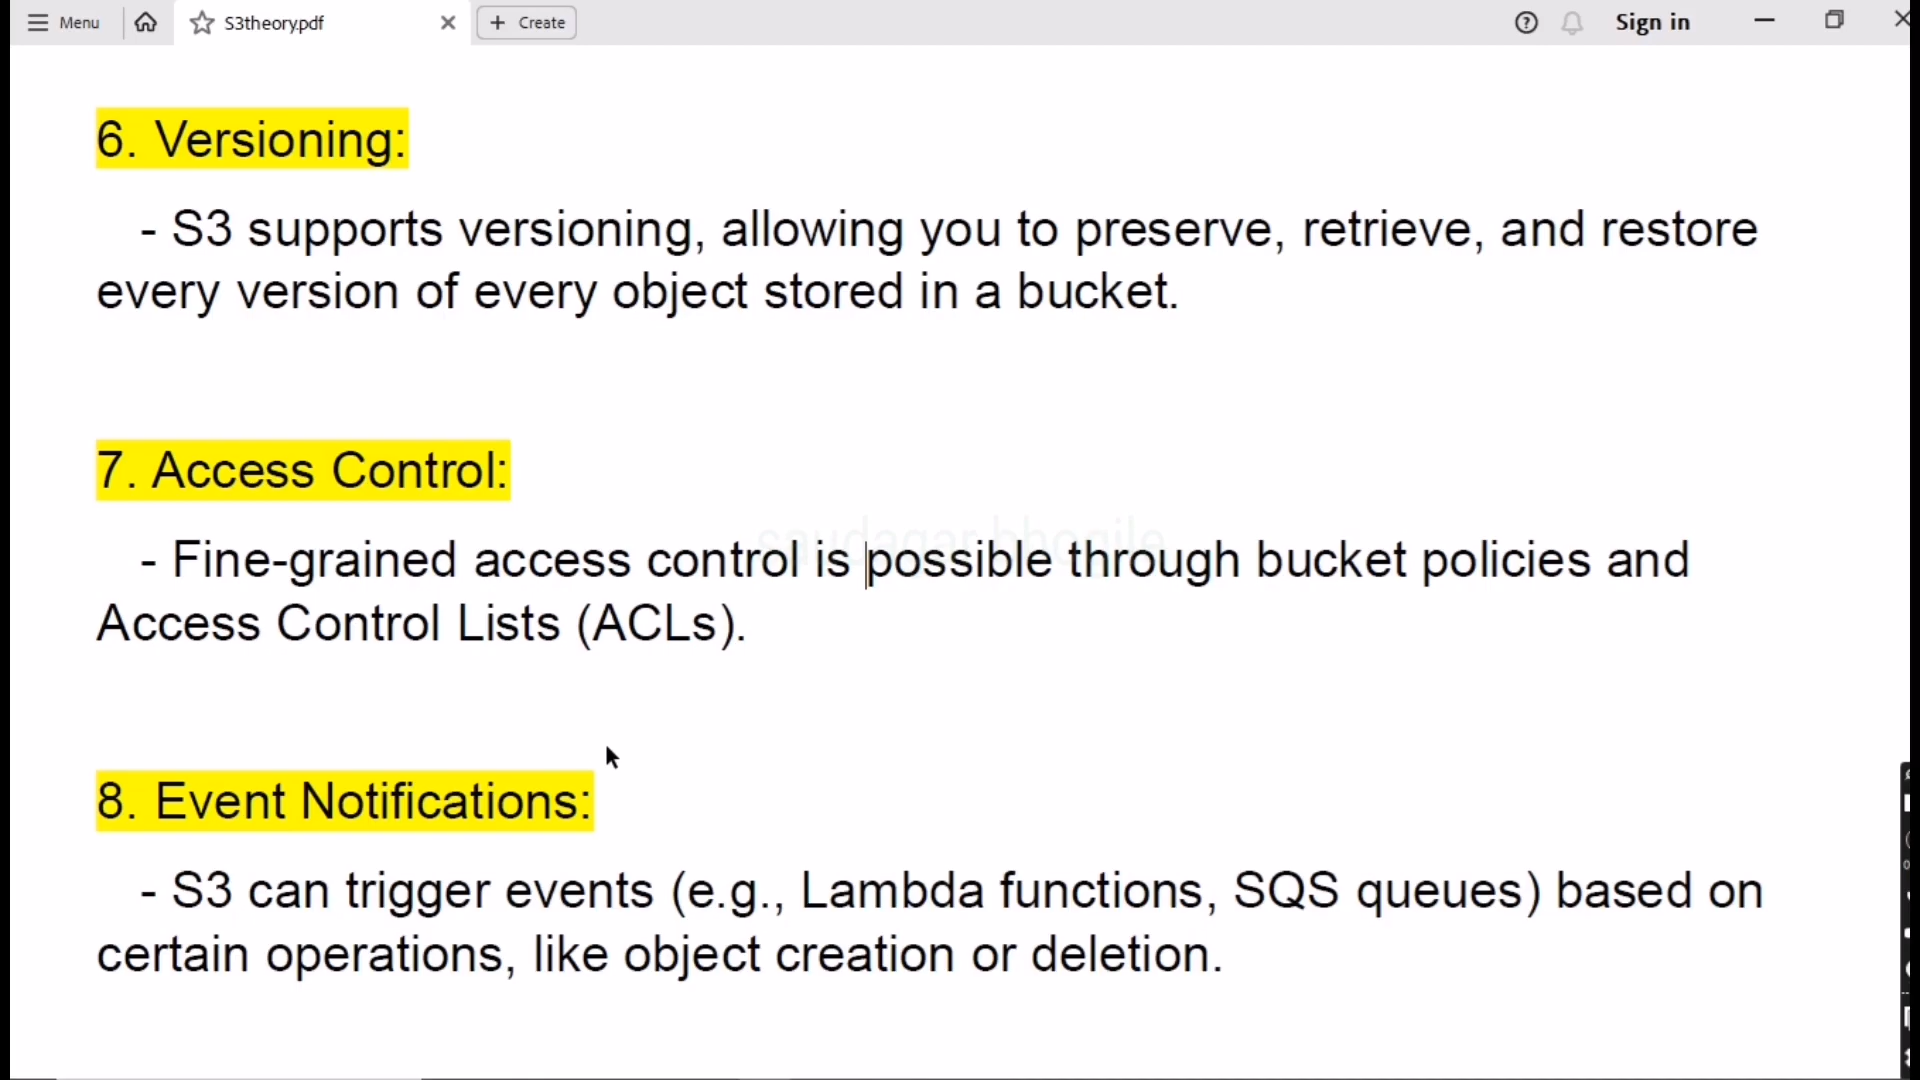 Menu
S3theory.pdf
+ Create
Sign in
6. Versioning:
- S3 supports versioning, allowing you to preserve, retrieve, and restore
every version of every object stored in a bucket.
7. Access Control:
saudagar bhogile
- Fine-grained access control is possible through bucket policies and
Access Control Lists (ACLs).
8. Event Notifications:
- S3 can trigger events (e.g., Lambda functions, SQS queues) based on
certain operations, like object creation or deletion.